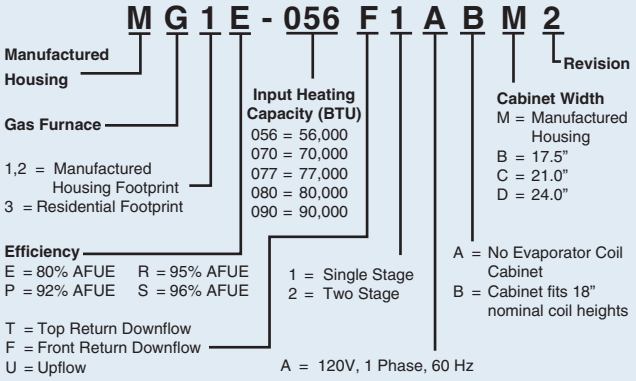 M G 1 E - 056 F 1 A B M 2
Manufactured
Housing
Gas Furnace
1,2 = Manufactured
Housing Footprint
3 = Residential Footprint
Efficiency
E = 80% AFUE R = 95% AFUE
P = 92% AFUE S = 96% AFUE
T = Top Return Downflow
F = Front Return Downflow
U = Upflow
Input Heating
Capacity (BTU)
056 = 56,000
070 = 70,000
077 = 77,000
080 = 80,000
090 = 90,000
1 = Single Stage
2 = Two Stage
A = 120V, 1 Phase, 60 Hz
Revision
Cabinet Width
M = Manufactured
Housing
B = 17.5”
C = 21.0”
D = 24.0”
A = No Evaporator Coil
Cabinet
B = Cabinet fits 18”
nominal coil heights